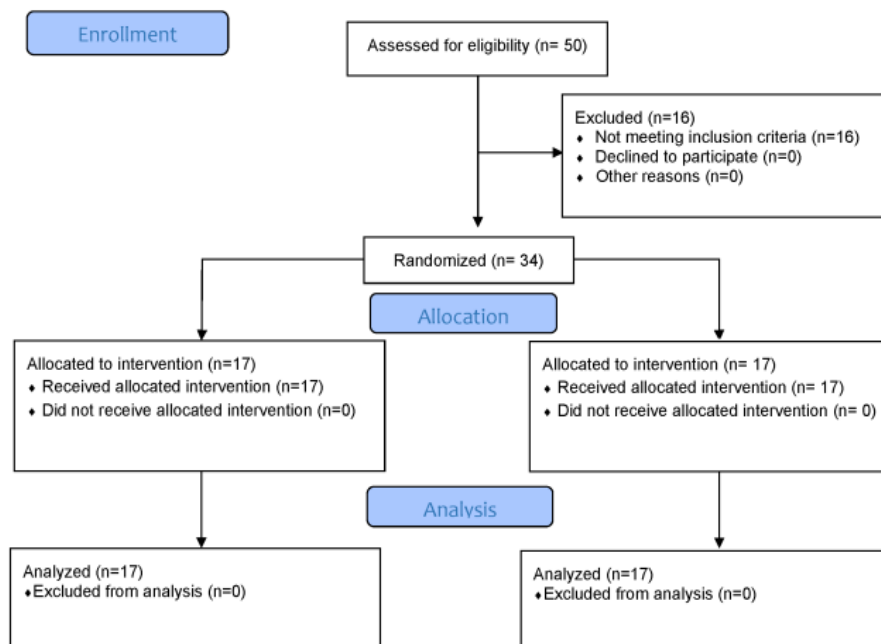 Enrollment
Assessed for eligibility (n= 50)
Excluded (n=16)
♦ Not meeting inclusion criteria (n=16)
♦ Declined to participate (n=0)
♦ Other reasons (n=0)
Randomized (n= 34)
Allocation
Allocated to intervention (n=17)
♦ Received allocated intervention (n=17)
♦ Did not receive allocated intervention (n=0)
Allocated to intervention (n= 17)
♦ Received allocated intervention (n= 17)
♦ Did not receive allocated intervention (n= 0)
Analysis
Analyzed (n=17)
♦Excluded from analysis (n=0)
Analyzed (n=17)
♦Excluded from analysis (n=0)